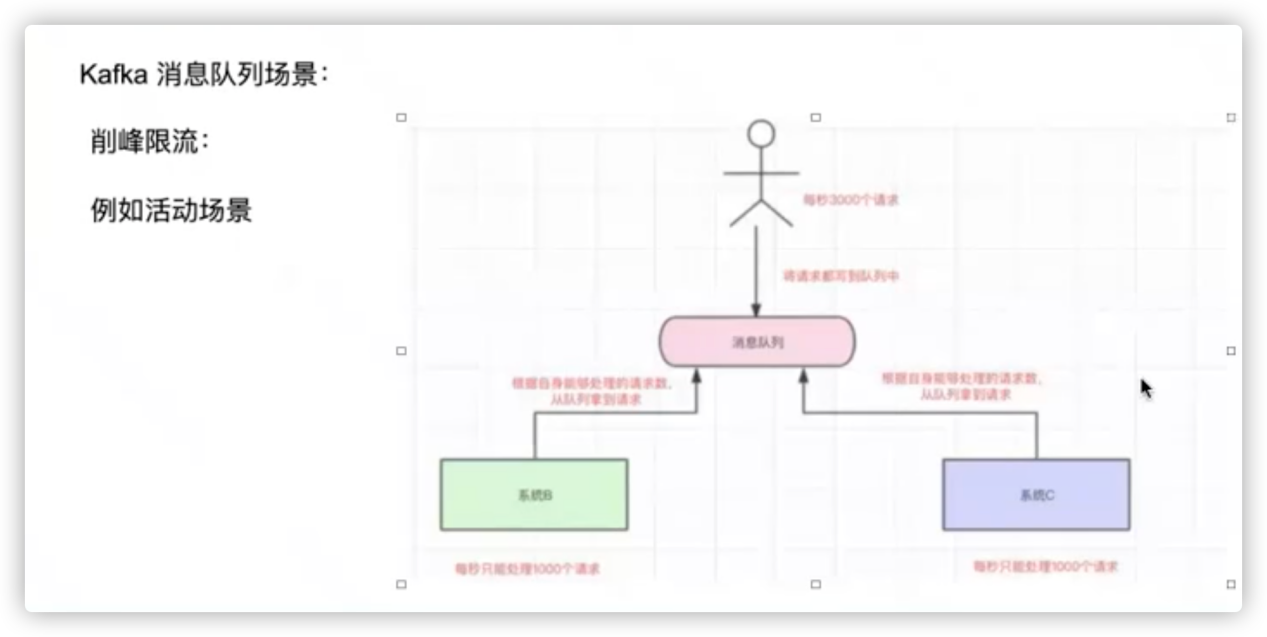 Kafka 消息队列场景：
削峰限流：
例如活动场景
每秒3000个请求
将请求都写到队列中
消息队列
根据自身能够处理的请求数，
从队列拿到请求
根据自身能够处理的请求数，
从队列拿到请求
系统B
系统C
每秒只能处理1000个请求
每秒只能处理1000个请求